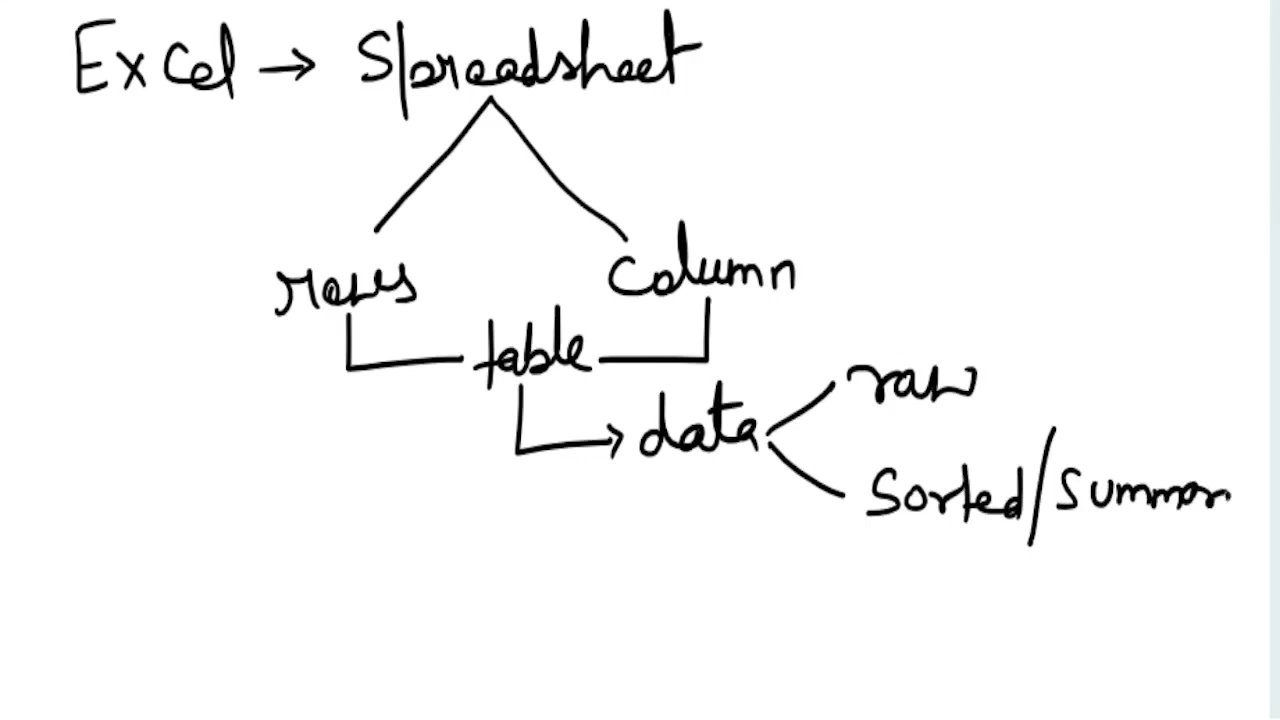 Excel → Spreadsheet
rows column
table
data raw
Sorted/Summar